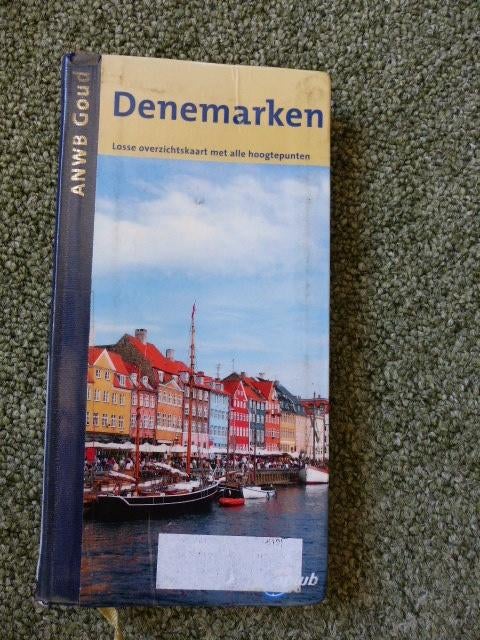 ANWB Goud
Denemarken
Losse overzichtskaart met alle hoogtepunten